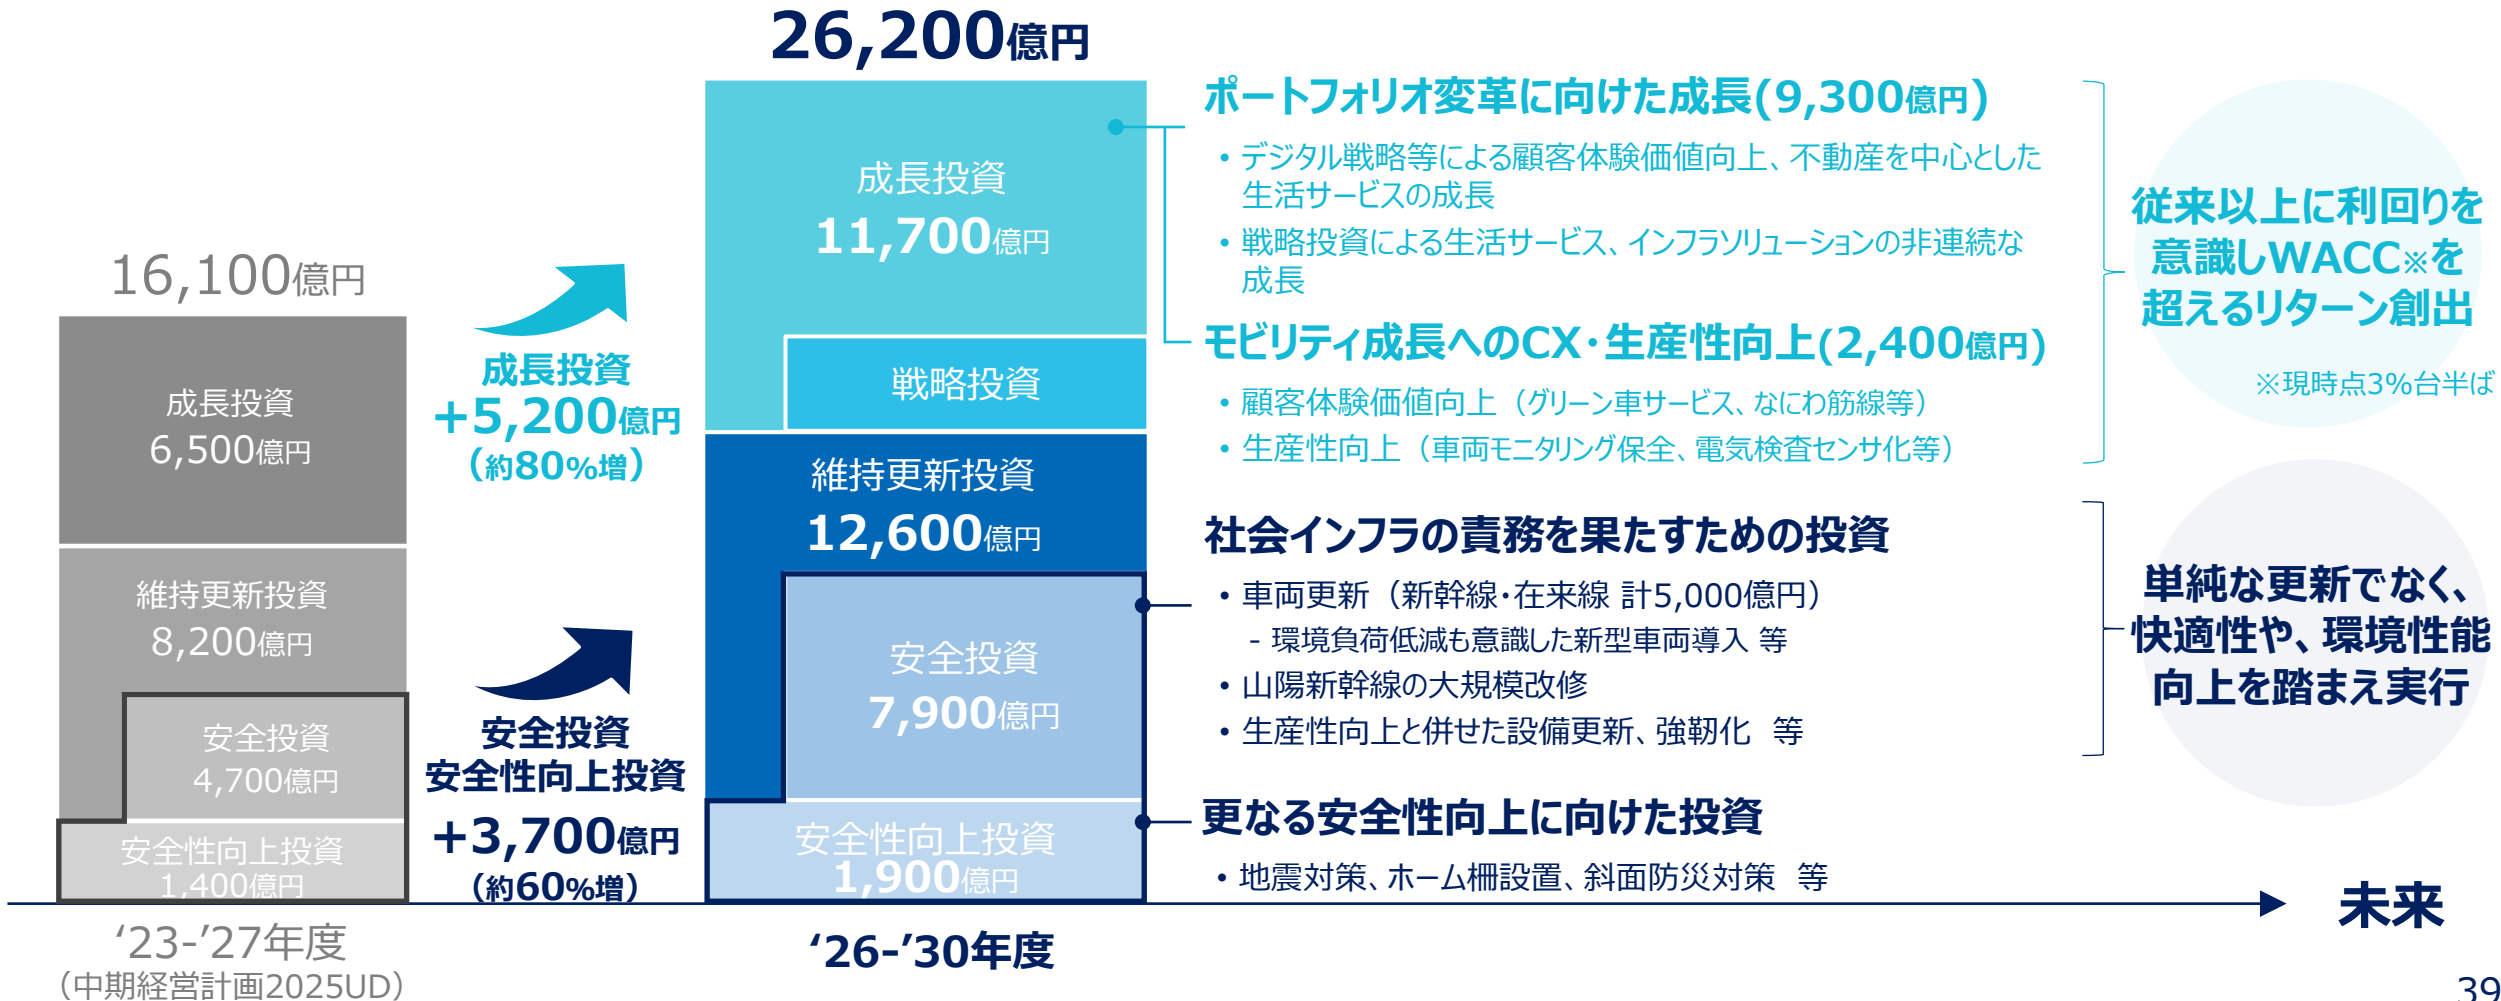 16,100億円
成長投資
6,500億円
維持更新投資
8,200億円
安全投資
4,700億円
安全性向上投資
1,400億円
‘23-’27年度
（中期経営計画2025UD）
成長投資
+5,200億円
（約80%増）
安全投資
安全性向上投資
+3,700億円
（約60%増）
26,200億円
成長投資
11,700億円
戦略投資
維持更新投資
12,600億円
安全投資
7,900億円
安全性向上投資
1,900億円
‘26-’30年度
ポートフォリオ変革に向けた成長(9,300億円)
• デジタル戦略等による顧客体験価値向上、不動産を中心とした
生活サービスの成長
• 戦略投資による生活サービス、インフラソリューションの非連続な
成長
モビリティ成長へのCX・生産性向上(2,400億円)
• 顧客体験価値向上（グリーン車サービス、なにわ筋線等）
• 生産性向上（車両モニタリング保全、電気検査センサ化等）
社会インフラの責務を果たすための投資
• 車両更新（新幹線・在来線 計5,000億円）
- 環境負荷低減も意識した新型車両導入 等
• 山陽新幹線の大規模改修
• 生産性向上と併せた設備更新、強靭化 等
更なる安全性向上に向けた投資
• 地震対策、ホーム柵設置、斜面防災対策 等
従来以上に利回りを
意識しWACC※を
超えるリターン創出
※現時点3%台半ば
単純な更新でなく、
快適性や、環境性能
向上を踏まえ実行
未来
39